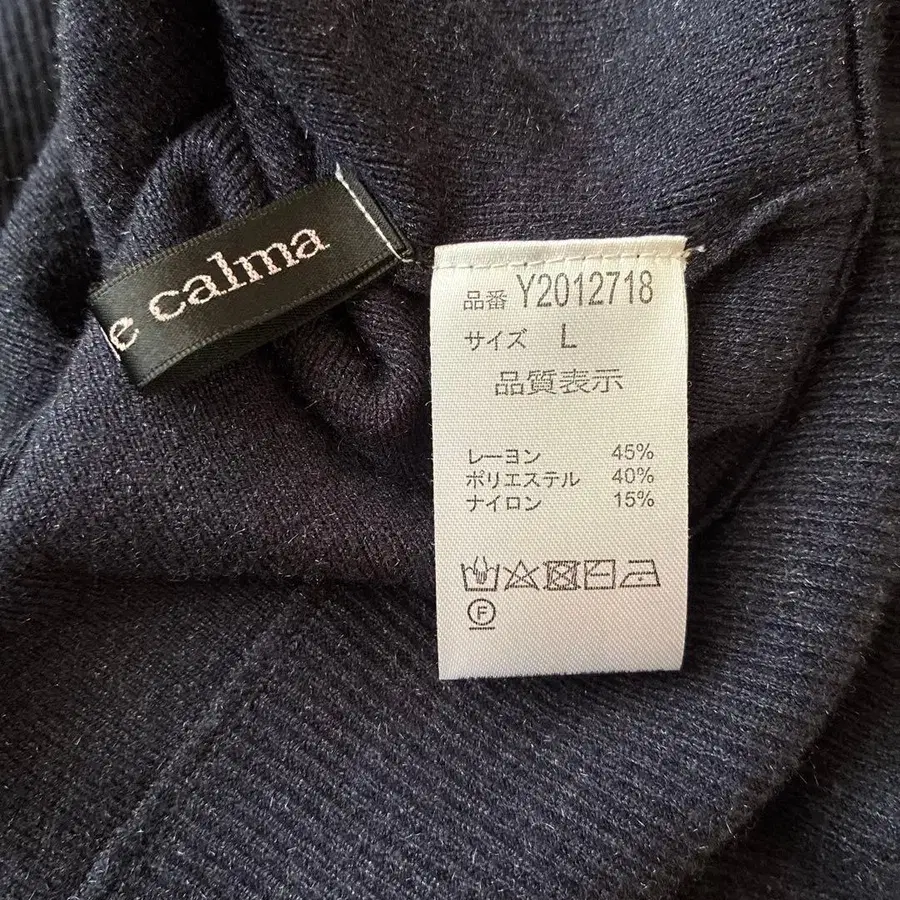 e calma
品番 Y2012718
サイズ L
品質表示
レーヨン 45%
ポリエステル 40%
ナイロン 15%
F